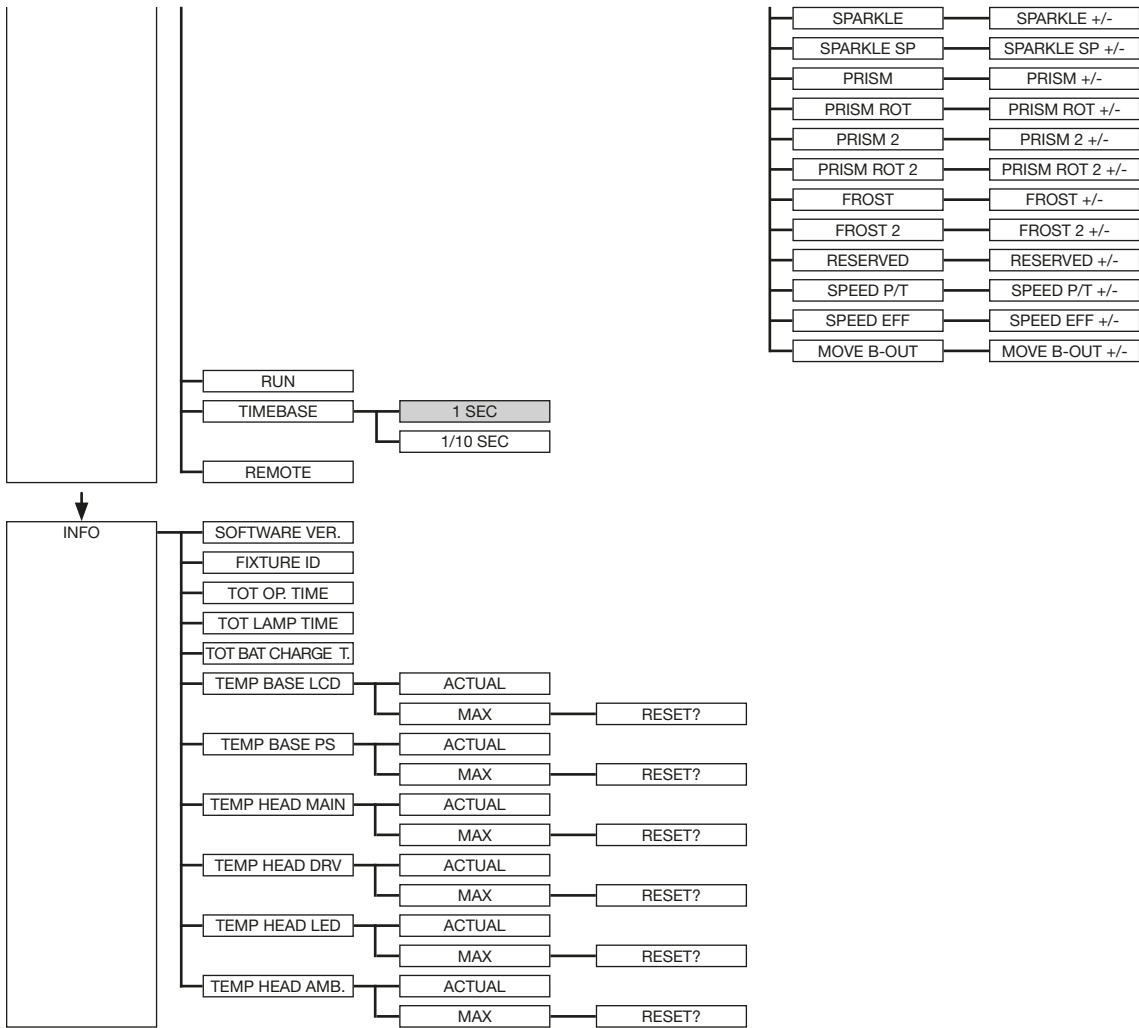 SPARKLE SPARKLE +/-
SPARKLE SP SPARKLE SP +/-
PRISM PRISM +/-
PRISM ROT PRISM ROT +/-
PRISM 2 PRISM 2 +/-
PRISM ROT 2 PRISM ROT 2 +/-
FROST FROST +/-
FROST 2 FROST 2 +/-
RESERVED RESERVED +/-
SPEED P/T SPEED P/T +/-
SPEED EFF SPEED EFF +/-
MOVE B-OUT MOVE B-OUT +/-
RUN
TIMEBASE 1 SEC
1/10 SEC
REMOTE
INFO SOFTWARE VER.
FIXTURE ID
TOT OP. TIME
TOT LAMP TIME
TOT BAT CHARGE T.
TEMP BASE LCD ACTUAL
MAX RESET?
TEMP BASE PS ACTUAL
MAX RESET?
TEMP HEAD MAIN ACTUAL
MAX RESET?
TEMP HEAD DRV ACTUAL
MAX RESET?
TEMP HEAD LED ACTUAL
MAX RESET?
TEMP HEAD AMB. ACTUAL
MAX RESET?